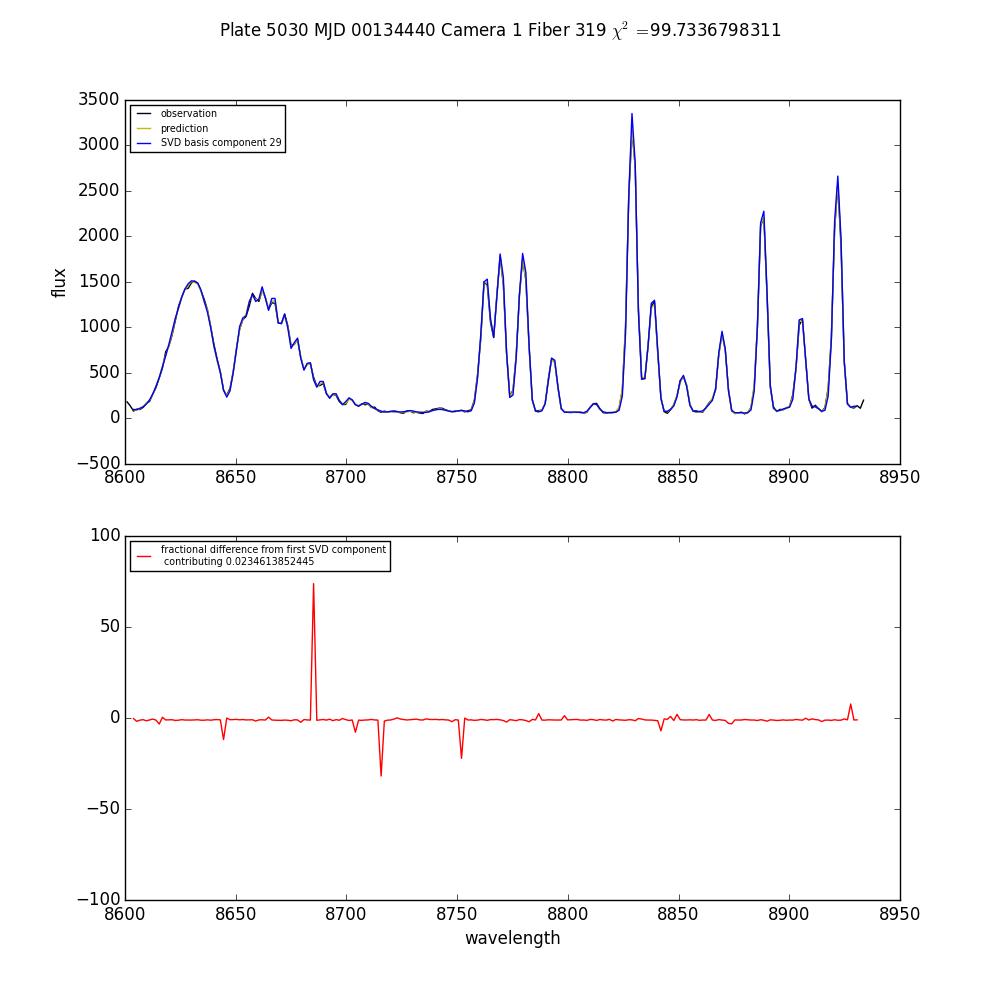 Plate 5030 MJD 00134440 Camera 1 Fiber 319 χ² =99.7336798311
3500
3000
2500
2000
1500
1000
500
0
−500
flux
observation
prediction
SVD basis component 29
8600 8650 8700 8750 8800 8850 8900 8950
100
50
0
−50
−100
fractional difference from first SVD component
contributing 0.0234613852445
8600 8650 8700 8750 8800 8850 8900 8950
wavelength